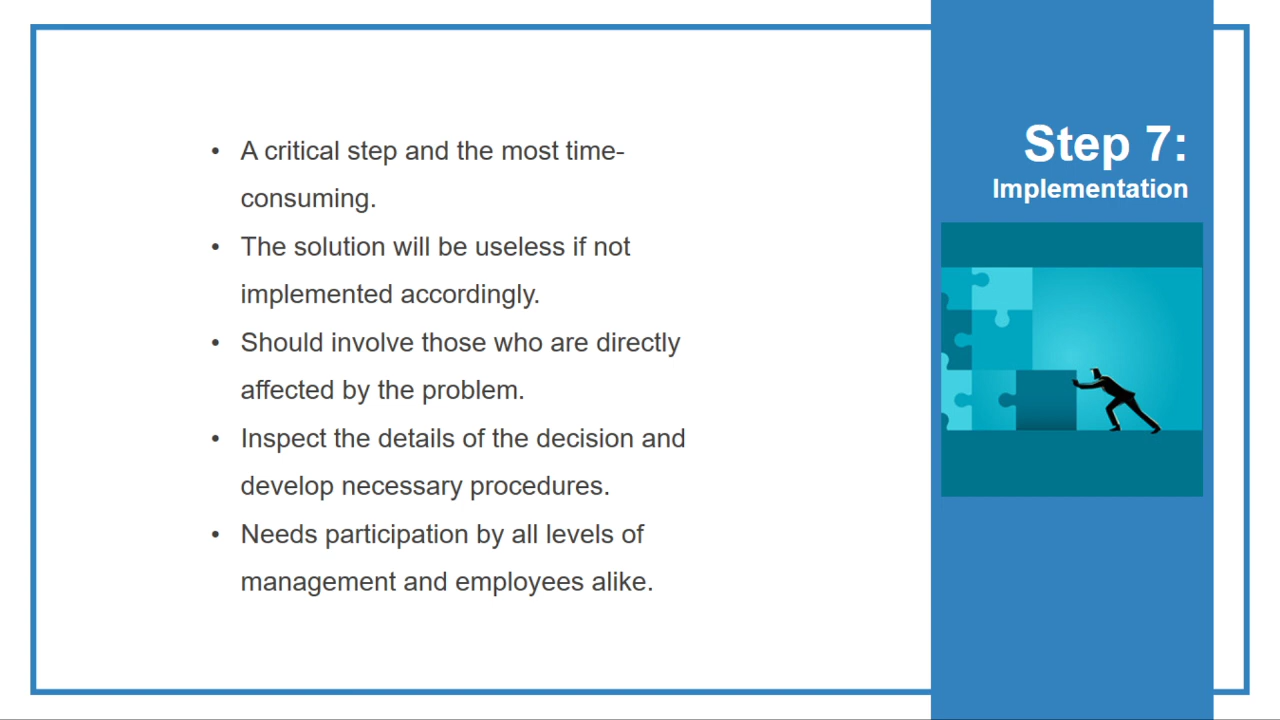 Step 7:
Implementation
• A critical step and the most time-
consuming.
• The solution will be useless if not
implemented accordingly.
• Should involve those who are directly
affected by the problem.
• Inspect the details of the decision and
develop necessary procedures.
• Needs participation by all levels of
management and employees alike.